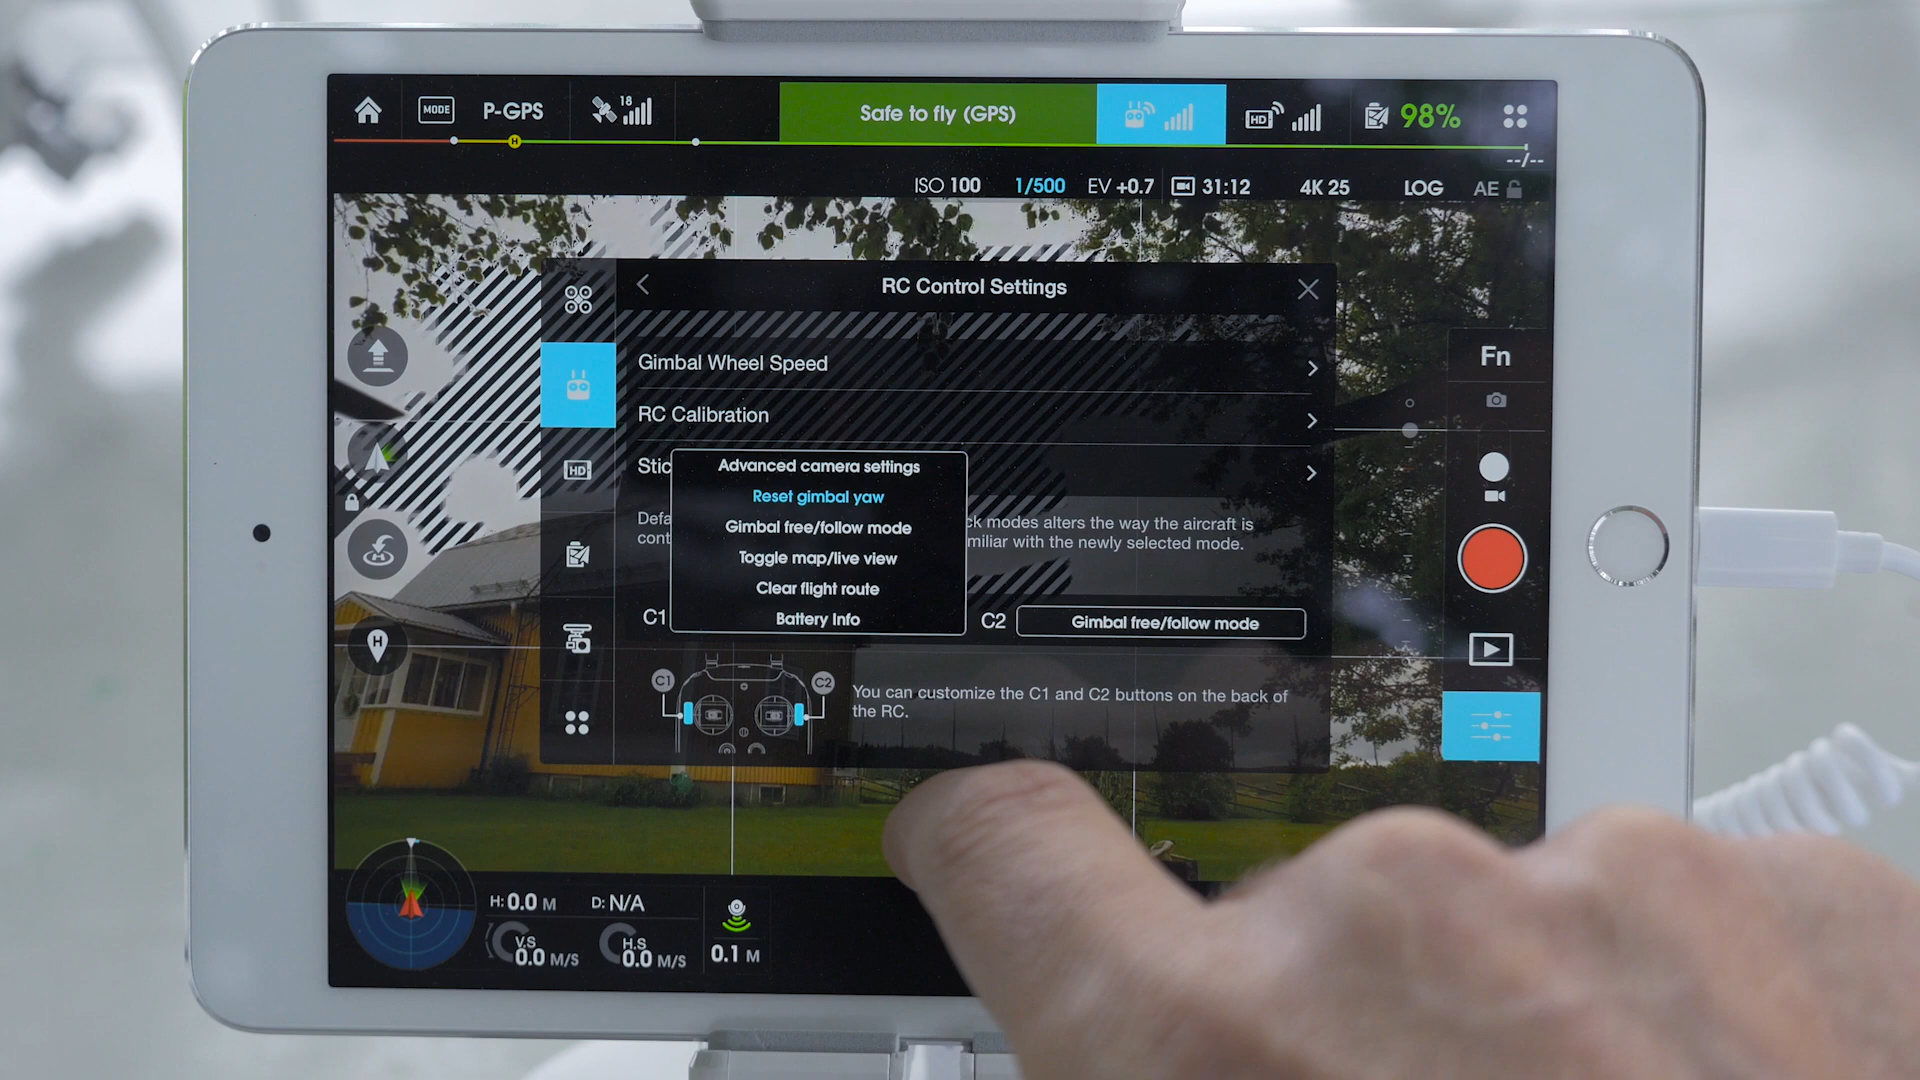 MODE P-GPS 18 Safe to fly (GPS) HD 98%
H
--/--
ISO 100 1/500 EV +0.7 31:12 4K 25 LOG AE
RC Control Settings
Gimbal Wheel Speed
Fn
RC Calibration
HD
Stic
Advanced camera settings
Reset gimbal yaw
Gimbal free/follow mode
Toggle map/live view
Clear flight route
Battery Info
Defa ck modes alters the way the aircraft is
cont miliar with the newly selected mode.
C1 C2 Gimbal free/follow mode
H
C1 C2
You can customize the C1 and C2 buttons on the back of
the RC.
H: 0.0 M D: N/A
V.S 0.0 M/S H.S 0.0 M/S 0.1 M